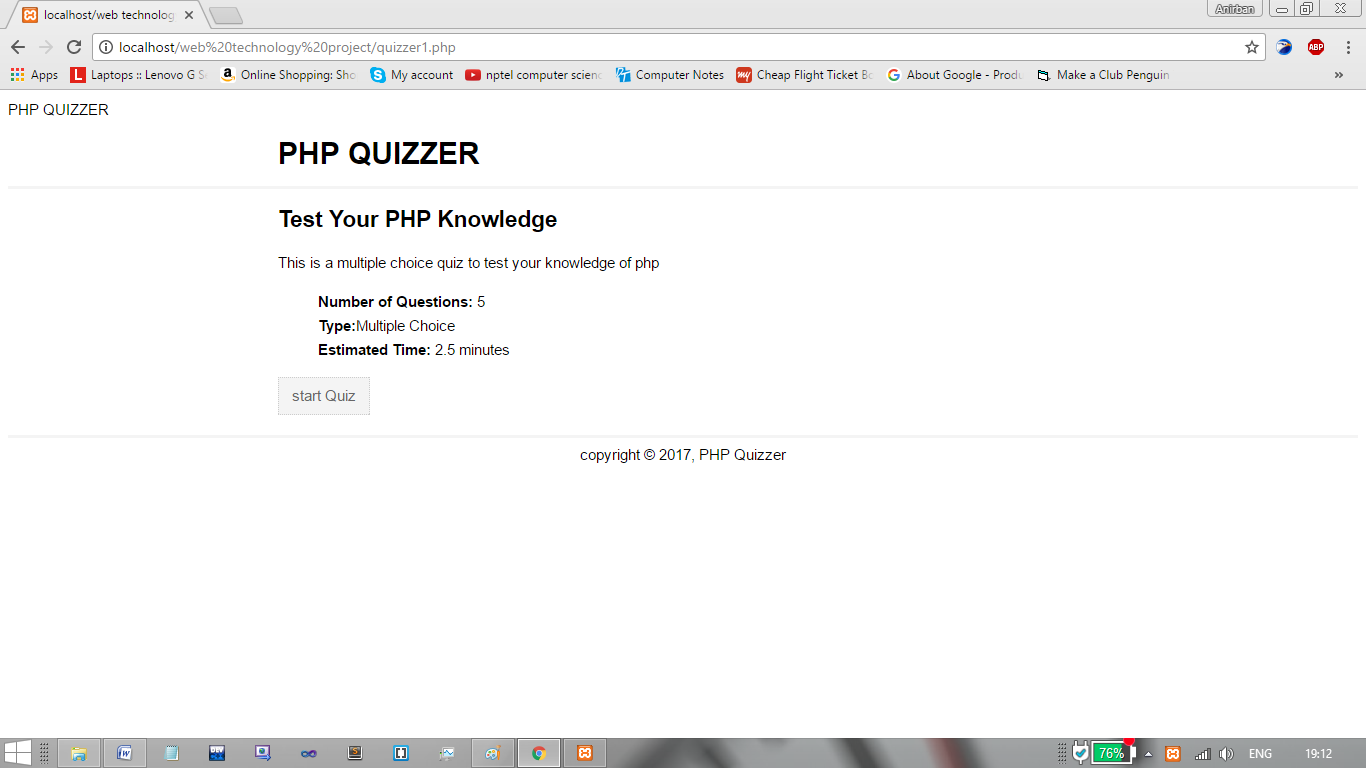 localhost/web technolog
Anirban
localhost/web%20technology%20project/quizzer1.php
ABP
Apps L Laptops :: Lenovo G S a Online Shopping: Sho S My account nptel computer scienc Computer Notes my Cheap Flight Ticket Bo G About Google - Produ Make a Club Penguin »
PHP QUIZZER
PHP QUIZZER
Test Your PHP Knowledge
This is a multiple choice quiz to test your knowledge of php
Number of Questions: 5
Type:Multiple Choice
Estimated Time: 2.5 minutes
start Quiz
copyright © 2017, PHP Quizzer
76% ENG 19:12